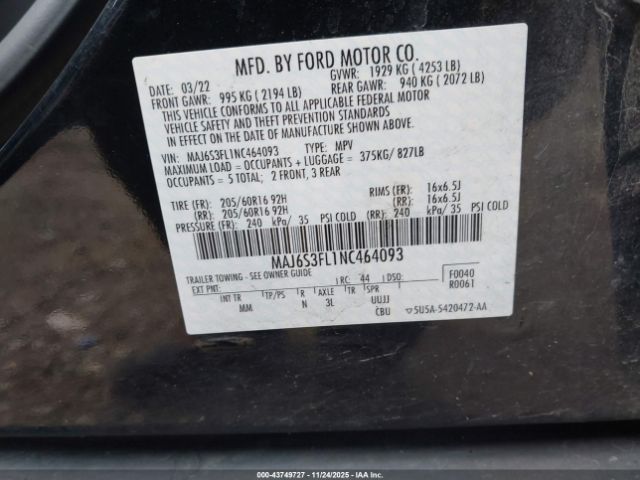 MFD. BY FORD MOTOR CO.
DATE: 03/22 GVWR: 1929 KG ( 4253 LB)
FRONT GAWR: 995 KG ( 2194 LB) REAR GAWR: 940 KG ( 2072 LB)
THIS VEHICLE CONFORMS TO ALL APPLICABLE FEDERAL MOTOR
VEHICLE SAFETY AND THEFT PREVENTION STANDARDS
IN EFFECT ON THE DATE OF MANUFACTURE SHOWN ABOVE.
VIN: MAJ6S3FL1NC464093 TYPE: MPV
MAXIMUM LOAD = OCCUPANTS + LUGGAGE = 375KG/ 827LB
OCCUPANTS = 5 TOTAL; 2 FRONT, 3 REAR
TIRE (FR): 205/60R16 92H RIMS (FR): 16x6.5J
(RR): 205/60R16 92H (RR): 16x6.5J
PRESSURE (FR): 240 kPa/ 35 PSI COLD (RR): 240 kPa/ 35 PSI COLD
MAJ6S3FL1NC464093
TRAILER TOWING - SEE OWNER GUIDE
EXT PNT: RC: 44 DSO: F0040
R0061
INT TR TP/PS R AXLE TR SPR
MM N 3L UUJJ
CBU 5U5A-5420472-AA
000-43749727 - 11/24/2025 - IAAI.com